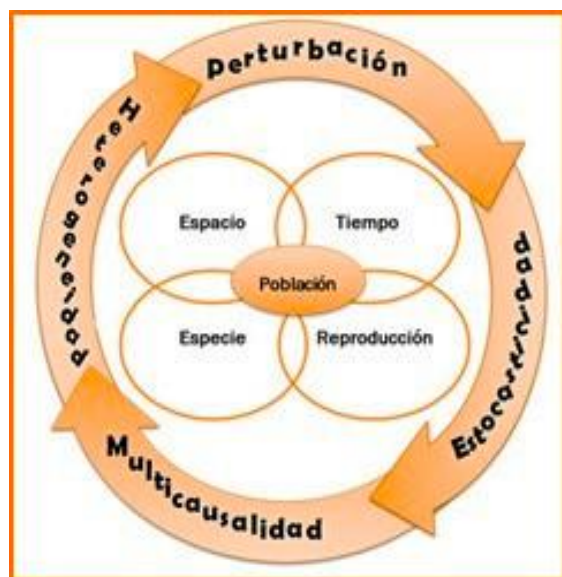 Perturbación
Heterogeneidad
Espacio
Tiempo
Población
Especie
Reproducción
Estocasticidad
Multicausalidad